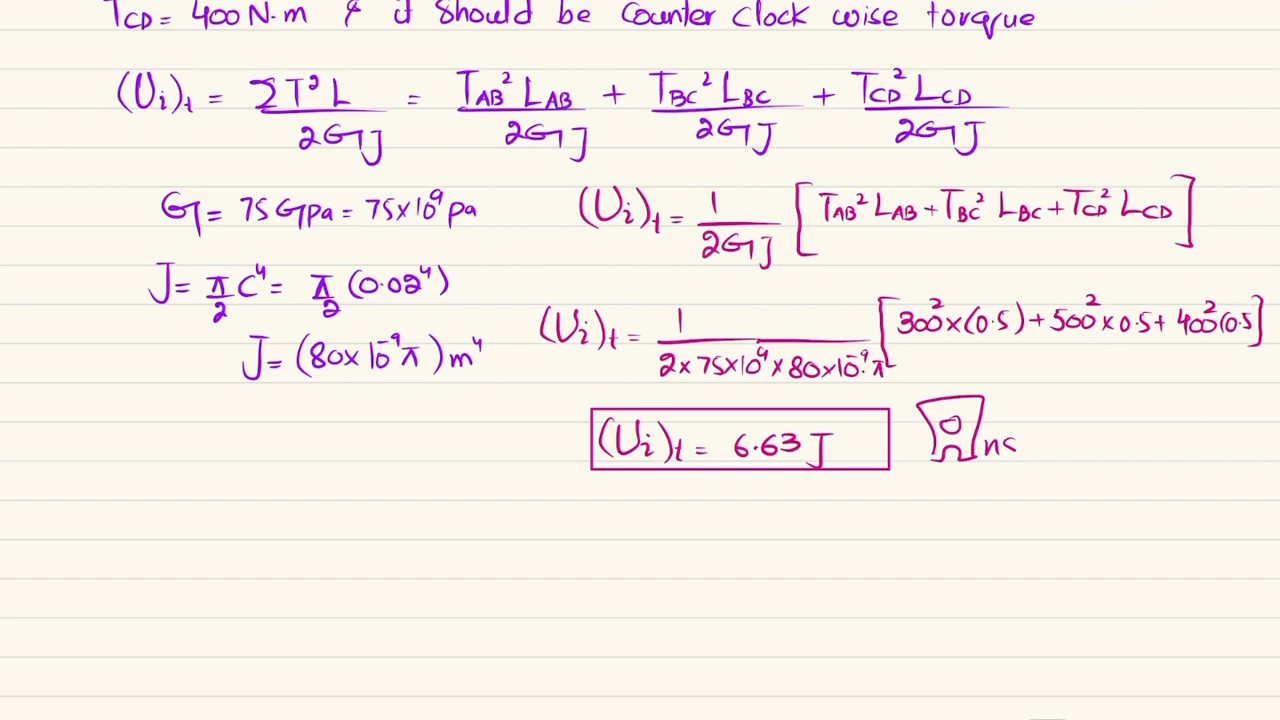 TCD = 400 N·m & it should be counter clock wise torque
(Ui)t = ΣT²L / 2GJ = TAB² LAB / 2GJ + TBC² LBC / 2GJ + TCD² LCD / 2GJ
G = 75 Gpa = 75×10⁹ pa
(Ui)t = 1 / 2GJ [TAB² LAB + TBC² LBC + TCD² LCD]
J = π/2 C⁴ = π/2 (0.02⁴)
(Ui)t = 1 / 2×75×10⁹×80×10⁻⁹·π [300²×(0.5) + 500²×0.5 + 400²(0.5]
J = (80×10⁻⁹π) m⁴
(Ui)t = 6.63 J